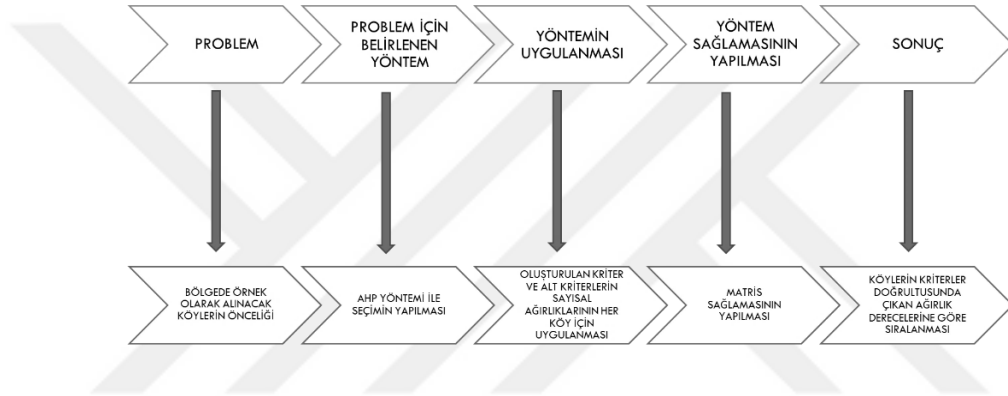 PROBLEM
PROBLEM İÇİN
BELİRLENEN
YÖNTEM
YÖNTEMİN
UYGULANMASI
YÖNTEM
SAĞLAMASININ
YAPILMASI
SONUÇ
BÖLGEDE ÖRNEK
OLARAK ALINACAK
KÖYLERİN ÖNCELİĞİ
AHP YÖNTEMİ İLE
SEÇİMİN YAPILMASI
OLUŞTURULAN KRİTER
VE ALT KRİTERLERİN
SAYISAL
AĞIRLIKLARININ HER
KÖY İÇİN
UYGULANMASI
MATRİS
SAĞLAMASININ
YAPILMASI
KÖYLERİN KRİTERLER
DOĞRULTUSUNDA
ÇIKAN AĞIRLIK
DERECELERİNE GÖRE
SIRALANMASI